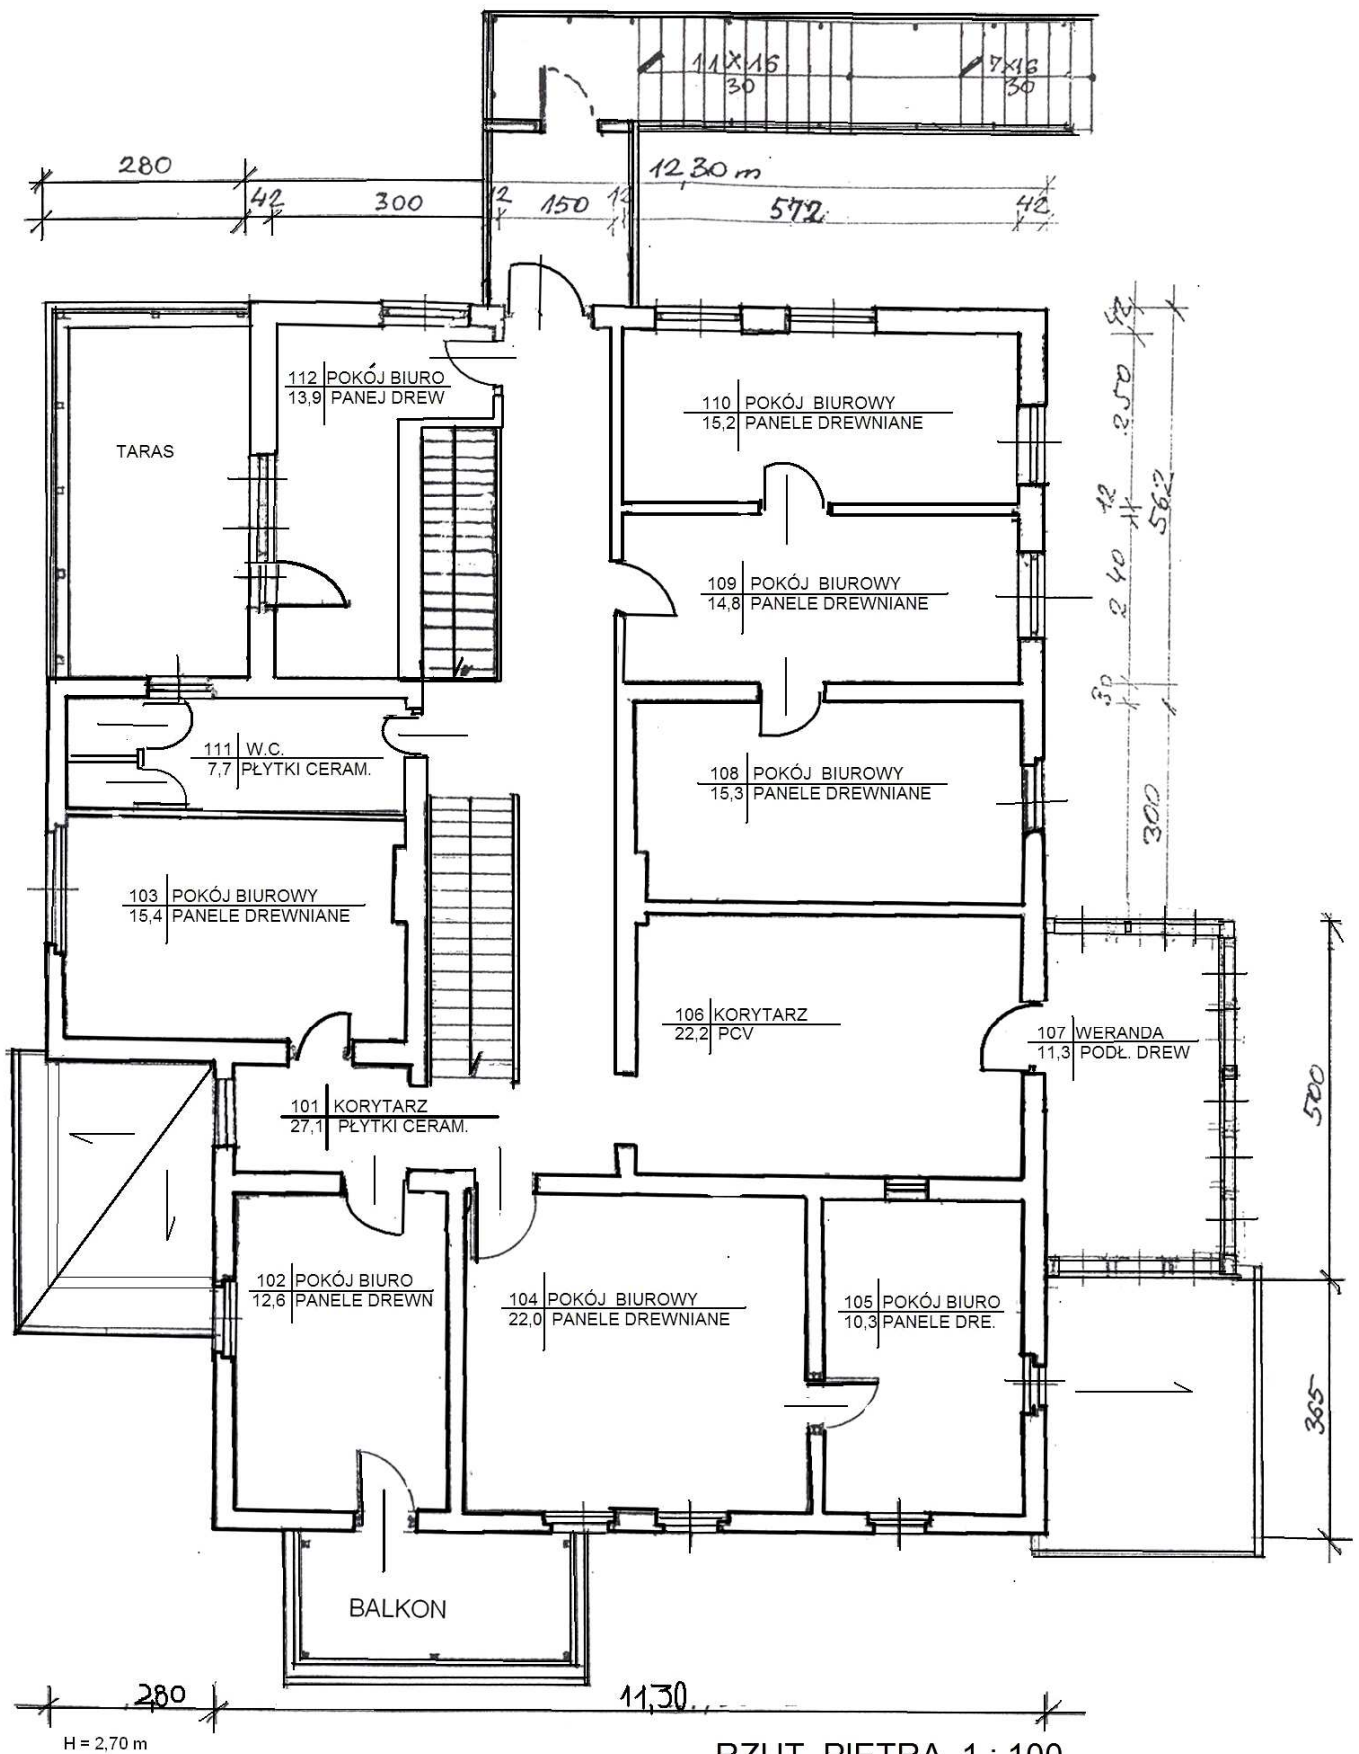 11 X 16
30
7x16
30
280
12,30 m
42
300
12
150
12
572
42
42
250
12
562
2 40
30
300
112 POKÓJ BIURO
13,9 PANEJ DREW
110 POKÓJ BIUROWY
15,2 PANELE DREWNIANE
TARAS
109 POKÓJ BIUROWY
14,8 PANELE DREWNIANE
111 W.C.
7,7 PŁYTKI CERAM.
108 POKÓJ BIUROWY
15,3 PANELE DREWNIANE
103 POKÓJ BIUROWY
15,4 PANELE DREWNIANE
106 KORYTARZ
22,2 PCV
107 WERANDA
11,3 PODŁ. DREW
500
101 KORYTARZ
27,1 PŁYTKI CERAM.
102 POKÓJ BIURO
12,6 PANELE DREWN
104 POKÓJ BIUROWY
22,0 PANELE DREWNIANE
105 POKÓJ BIURO
10,3 PANELE DRE.
365
BALKON
280
11,30
H = 2,70 m
RZUT PIĘTRA 1 : 100